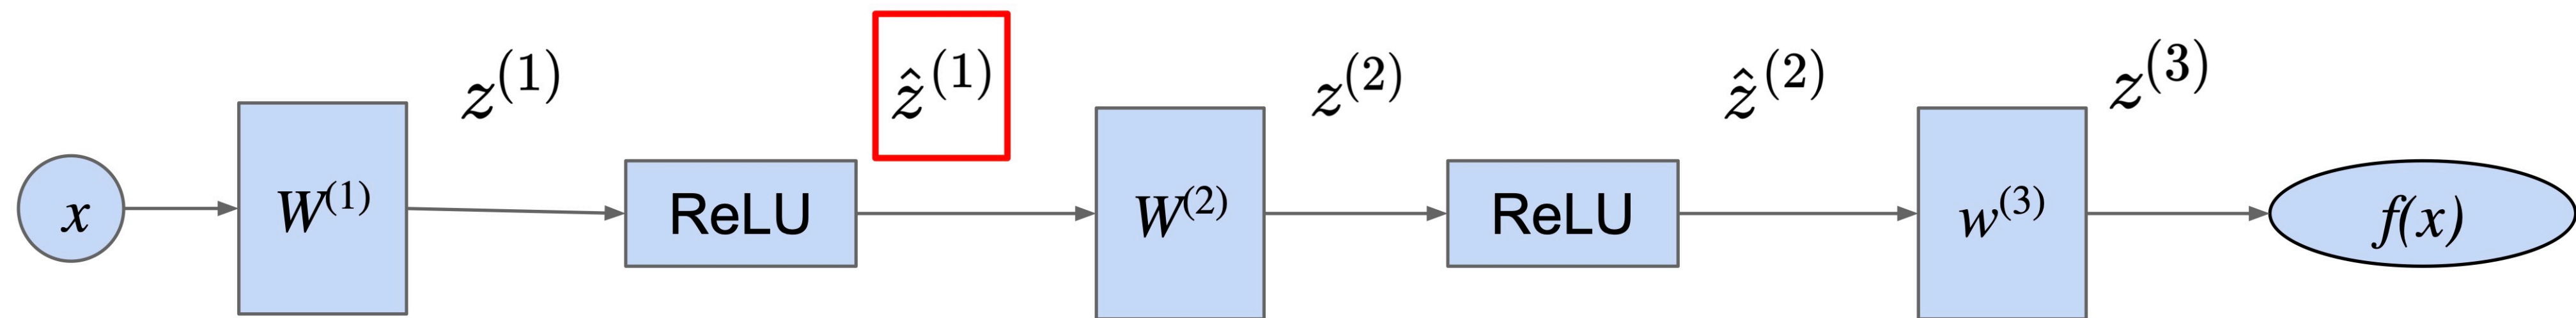 z^(1) ẑ^(1) z^(2) ẑ^(2) z^(3)
x W^(1) ReLU W^(2) ReLU w^(3) f(x)